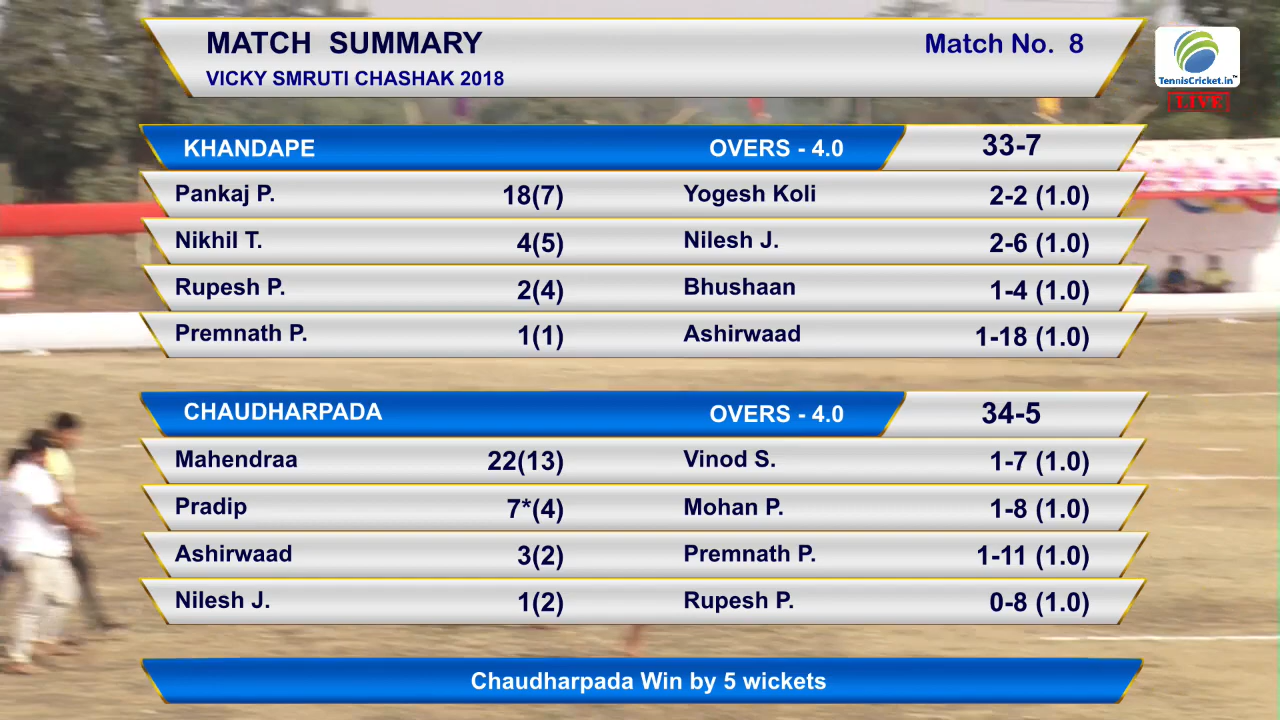 MATCH SUMMARY Match No. 8
VICKY SMRUTI CHASHAK 2018
TennisCricket.in™
LIVE
KHANDAPE OVERS - 4.0 33-7
Pankaj P. 18(7) Yogesh Koli 2-2 (1.0)
Nikhil T. 4(5) Nilesh J. 2-6 (1.0)
Rupesh P. 2(4) Bhushaan 1-4 (1.0)
Premnath P. 1(1) Ashirwaad 1-18 (1.0)
CHAUDHARPADA OVERS - 4.0 34-5
Mahendraa 22(13) Vinod S. 1-7 (1.0)
Pradip 7*(4) Mohan P. 1-8 (1.0)
Ashirwaad 3(2) Premnath P. 1-11 (1.0)
Nilesh J. 1(2) Rupesh P. 0-8 (1.0)
Chaudharpada Win by 5 wickets